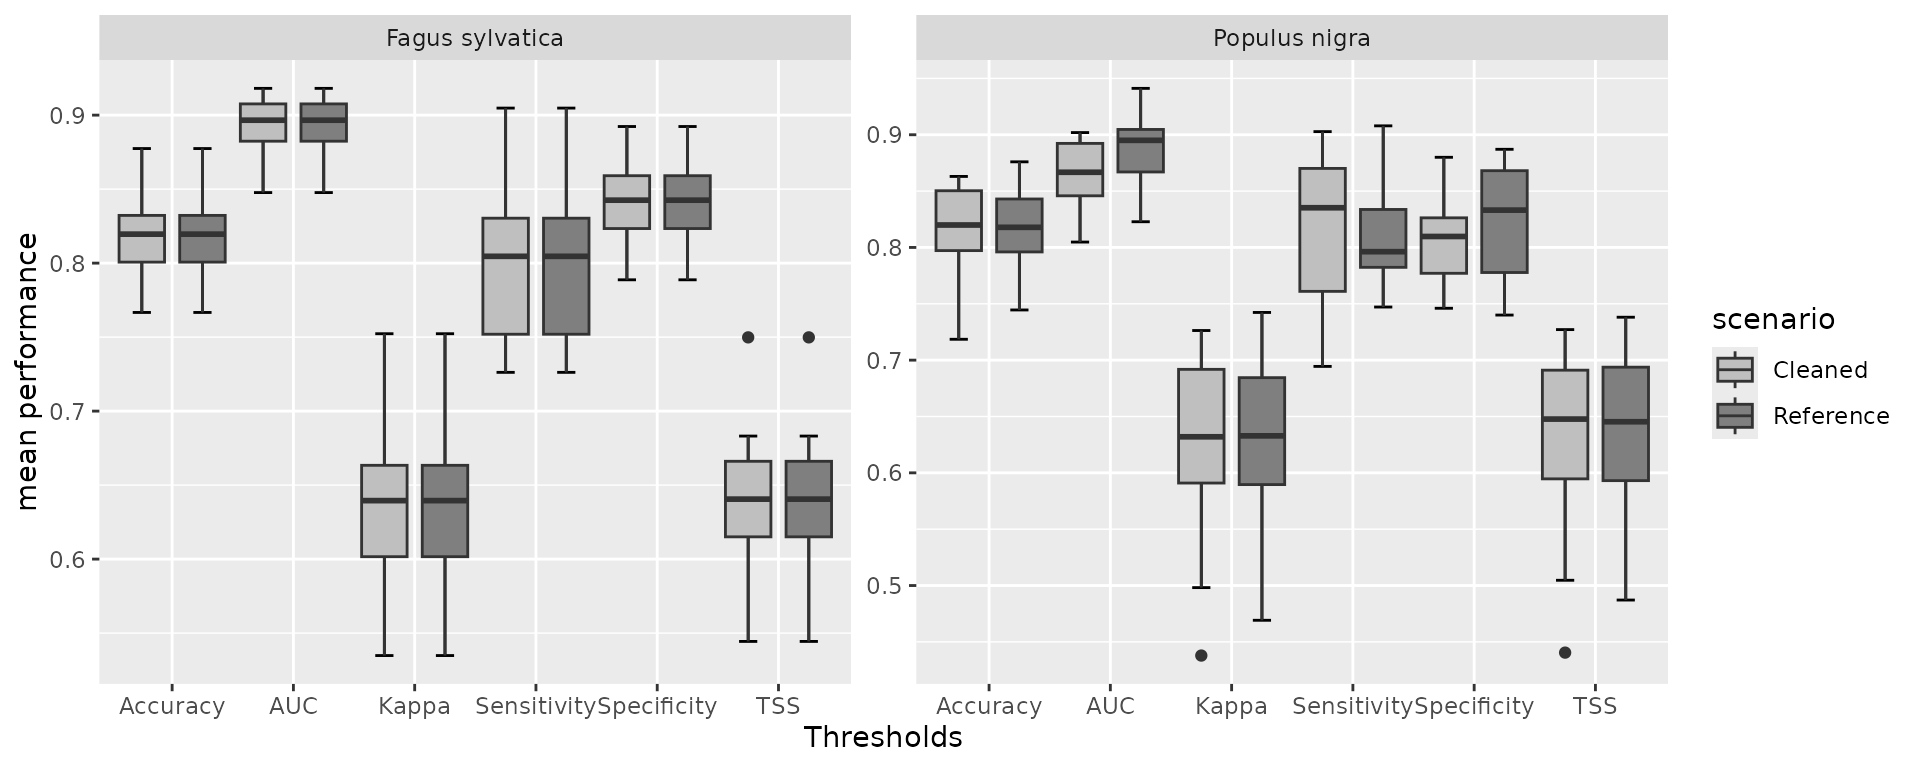 Fagus sylvatica
Populus nigra
mean performance
0.9
0.8
0.7
0.6
0.9
0.8
0.7
0.6
0.5
Accuracy AUC Kappa Sensitivity Specificity TSS
Accuracy AUC Kappa Sensitivity Specificity TSS
Thresholds
scenario
Cleaned
Reference